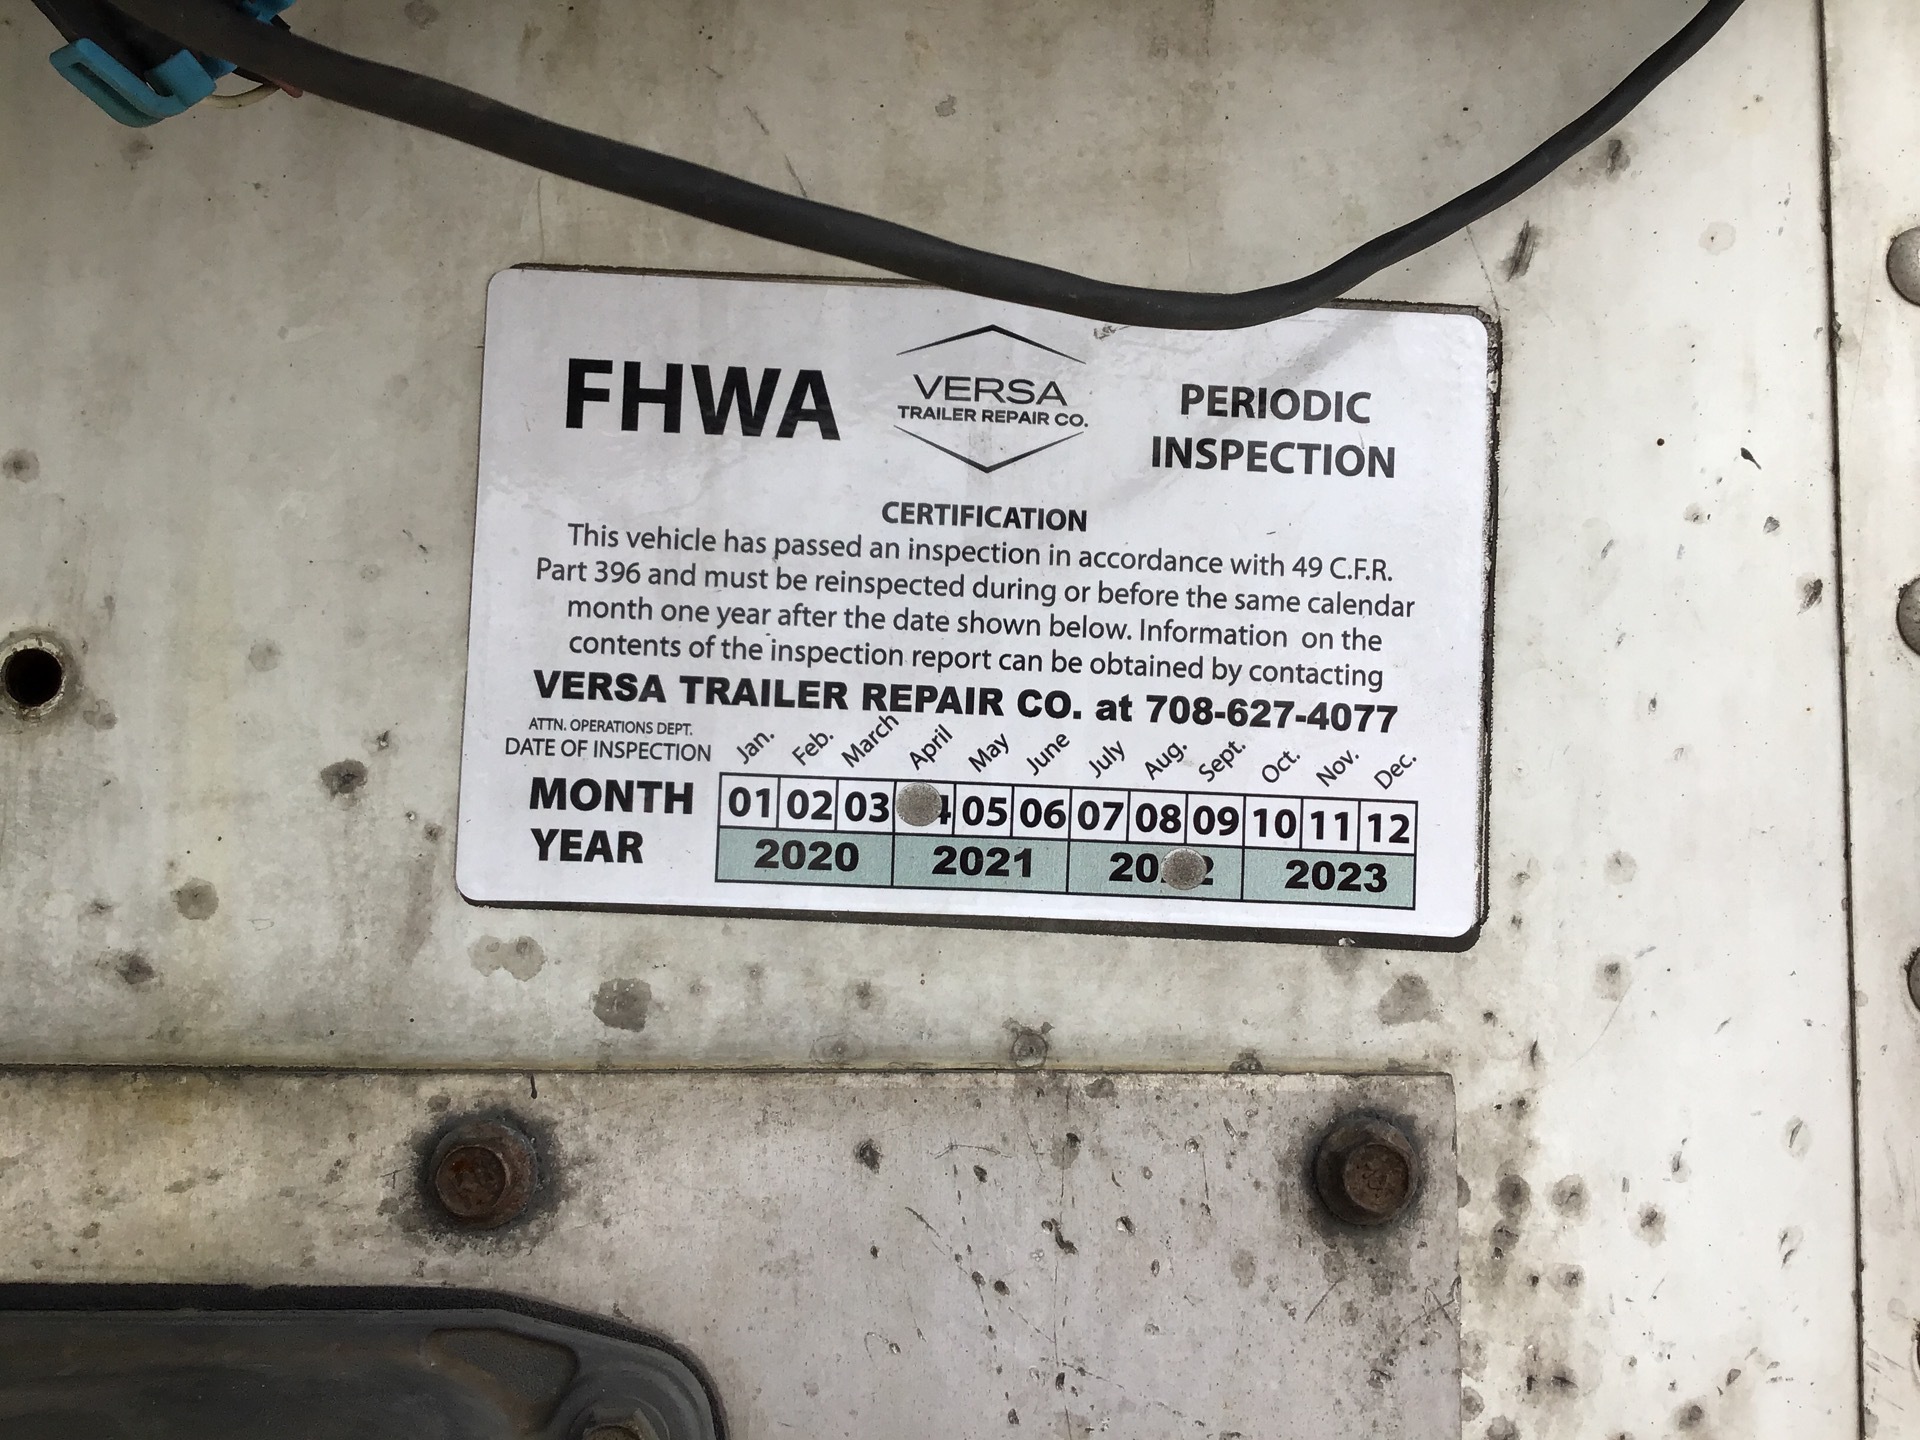 FHWA
VERSA
TRAILER REPAIR CO.
PERIODIC
INSPECTION
CERTIFICATION
This vehicle has passed an inspection in accordance with 49 C.F.R.
Part 396 and must be reinspected during or before the same calendar
month one year after the date shown below. Information on the
contents of the inspection report can be obtained by contacting
VERSA TRAILER REPAIR CO. at 708-627-4077
ATTN. OPERATIONS DEPT.
DATE OF INSPECTION Jan. Feb. March April May June July Aug. Sept. Oct. Nov. Dec.
MONTH 01 02 03 05 06 07 08 09 10 11 12
YEAR 2020 2021 2023